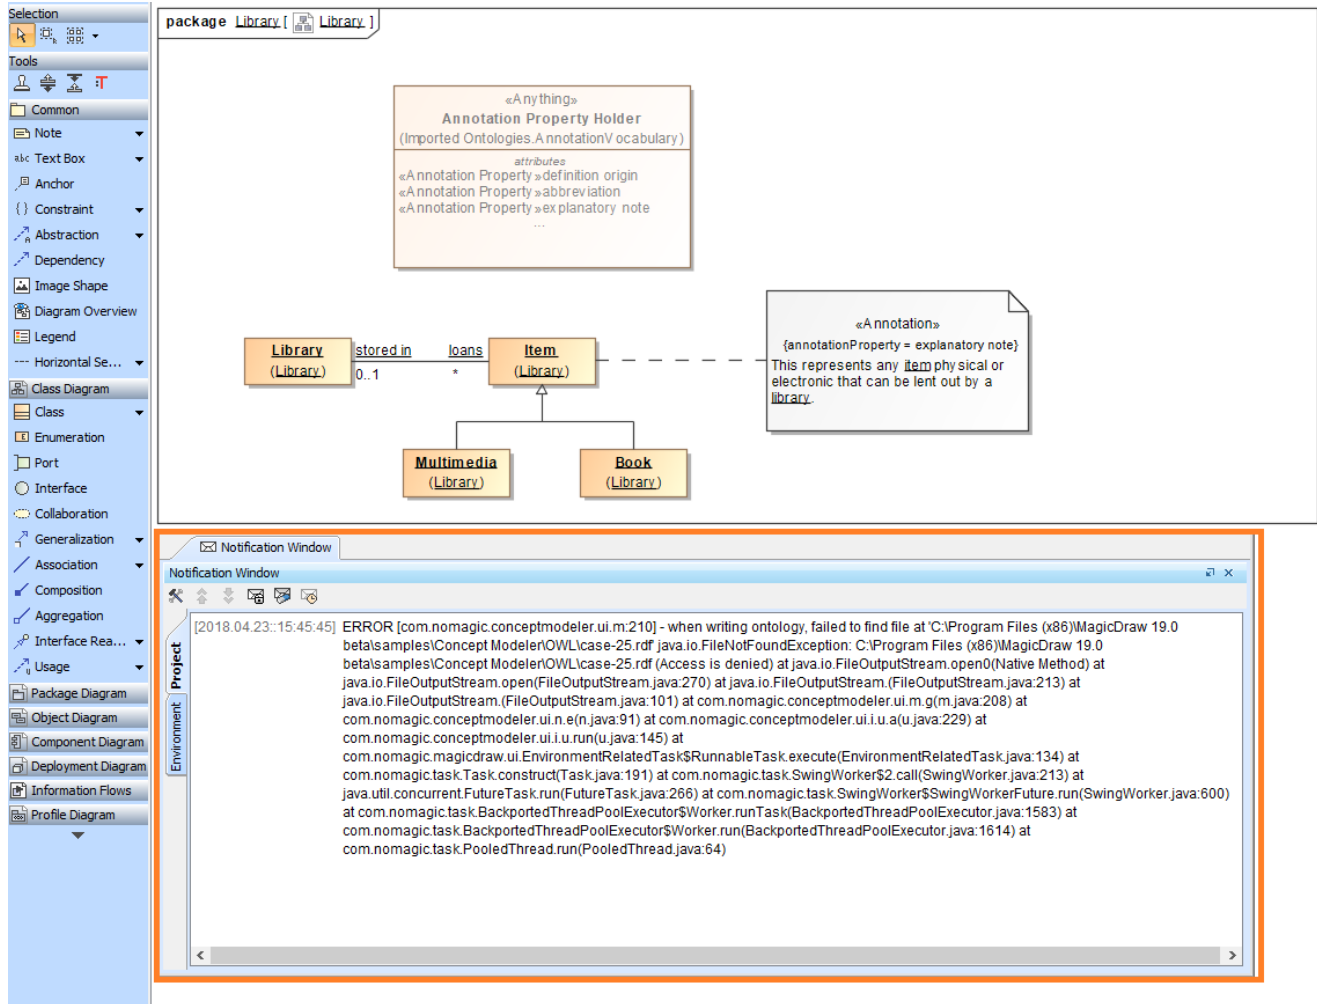 Selection
Tools
Common
Note
abc Text Box
Anchor
{} Constraint
Abstraction
Dependency
Image Shape
Diagram Overview
Legend
Horizontal Se...
Class Diagram
Class
Enumeration
Port
Interface
Collaboration
Generalization
Association
Composition
Aggregation
Interface Rea...
Usage
Package Diagram
Object Diagram
Component Diagram
Deployment Diagram
Information Flows
Profile Diagram
package Library [ Library ]
«Anything»
Annotation Property Holder
(Imported Ontologies.AnnotationVocabulary)
attributes
«Annotation Property»definition origin
«Annotation Property»abbreviation
«Annotation Property»explanatory note
...
Library
(Library)
stored in
0..1
loans
*
Item
(Library)
«Annotation»
{annotationProperty = explanatory note}
This represents any item physical or
electronic that can be lent out by a
library.
Multimedia
(Library)
Book
(Library)
Notification Window
Notification Window
Project
Environment
[2018.04.23::15:45:45] ERROR [com.nomagic.conceptmodeler.ui.m:210] - when writing ontology, failed to find file at 'C:\Program Files (x86)\MagicDraw 19.0
beta\samples\Concept Modeler\OWL\case-25.rdf' java.io.FileNotFoundException: C:\Program Files (x86)\MagicDraw 19.0
beta\samples\Concept Modeler\OWL\case-25.rdf (Access is denied) at java.io.FileOutputStream.open0(Native Method) at
java.io.FileOutputStream.open(FileOutputStream.java:270) at java.io.FileOutputStream.(FileOutputStream.java:213) at
java.io.FileOutputStream.(FileOutputStream.java:101) at com.nomagic.conceptmodeler.ui.m.g(m.java:208) at
com.nomagic.conceptmodeler.ui.n.e(n.java:91) at com.nomagic.conceptmodeler.ui.i.u.a(u.java:229) at
com.nomagic.conceptmodeler.ui.i.u.run(u.java:145) at
com.nomagic.magicdraw.ui.EnvironmentRelatedTask$RunnableTask.execute(EnvironmentRelatedTask.java:134) at
com.nomagic.task.Task.construct(Task.java:191) at com.nomagic.task.SwingWorker$2.call(SwingWorker.java:213) at
java.util.concurrent.FutureTask.run(FutureTask.java:266) at com.nomagic.task.SwingWorker$SwingWorkerFuture.run(SwingWorker.java:600)
at com.nomagic.task.BackportedThreadPoolExecutor$Worker.runTask(BackportedThreadPoolExecutor.java:1583) at
com.nomagic.task.BackportedThreadPoolExecutor$Worker.run(BackportedThreadPoolExecutor.java:1614) at
com.nomagic.task.PooledThread.run(PooledThread.java:64)